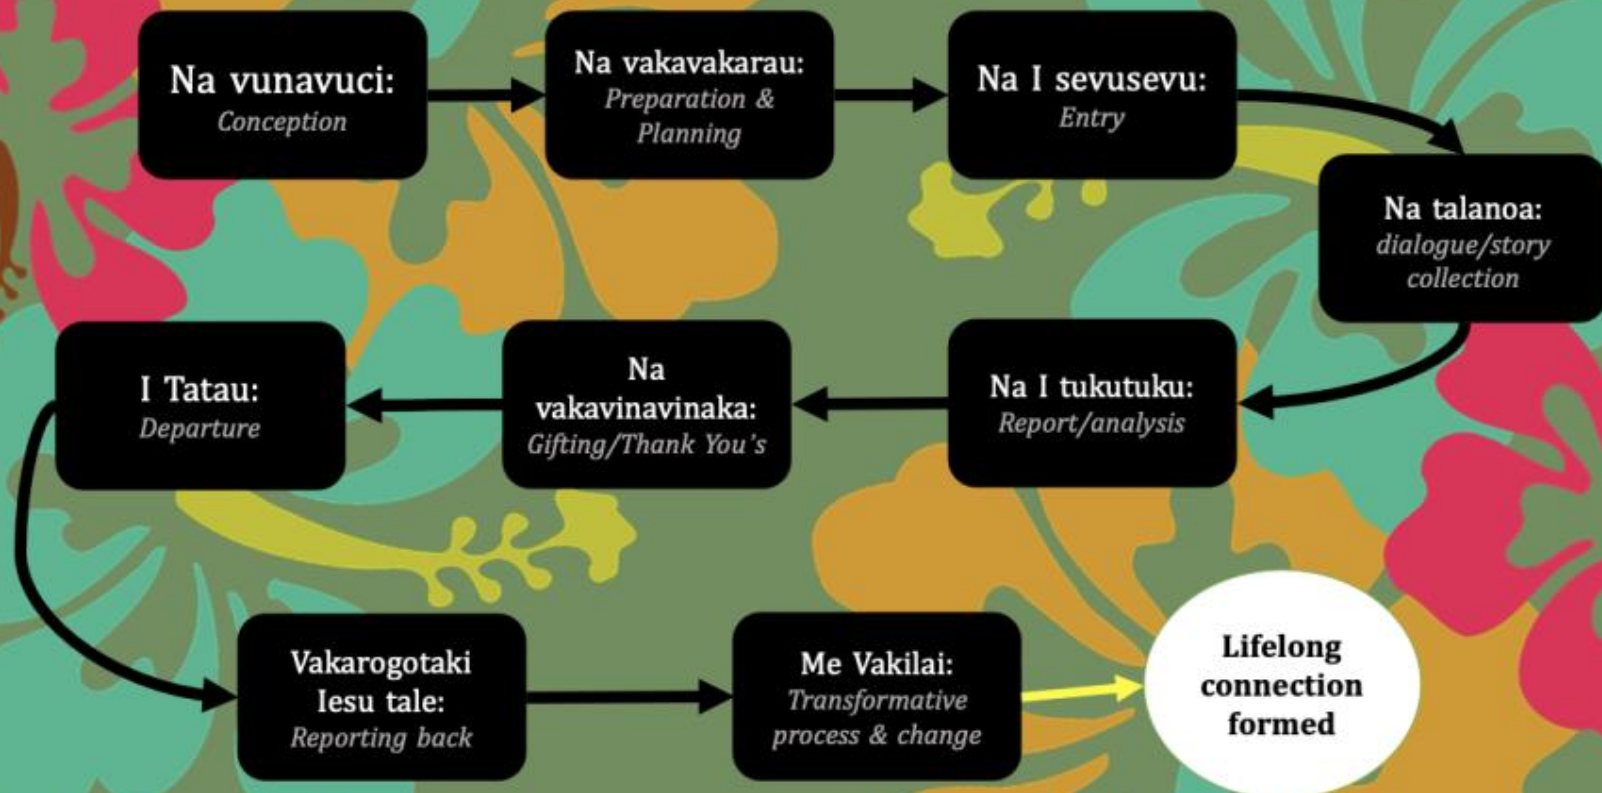 Na vunavuci:
Conception
Na vakavakarau:
Preparation &
Planning
Na I sevusevu:
Entry
Na talanoa:
dialogue/story
collection
Na I tukutuku:
Report/analysis
Na
vakavinavinaka:
Gifting/Thank You's
I Tatau:
Departure
Vakarogotaki
Iesu tale:
Reporting back
Me Vakilai:
Transformative
process & change
Lifelong
connection
formed